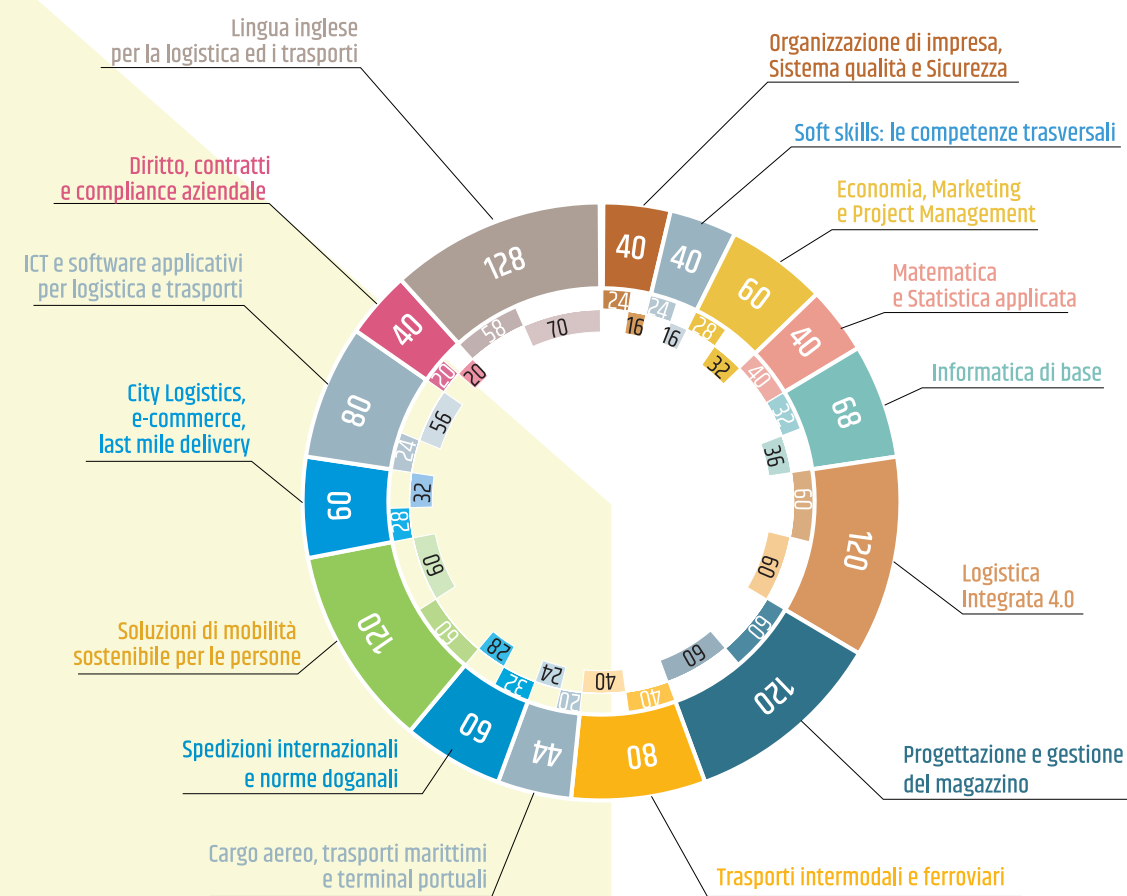 Lingua inglese
per la logistica ed i trasporti
Organizzazione di impresa,
Sistema qualità e Sicurezza
Soft skills: le competenze trasversali
Diritto, contratti
e compliance aziendale
Economia, Marketing
e Project Management
ICT e software applicativi
per logistica e trasporti
Matematica
e Statistica applicata
Informatica di base
City Logistics,
e-commerce,
last mile delivery
Logistica
Integrata 4.0
Soluzioni di mobilità
sostenibile per le persone
Spedizioni internazionali
e norme doganali
Progettazione e gestione
del magazzino
Cargo aereo, trasporti marittimi
e terminal portuali
Trasporti intermodali e ferroviari
40
40
60
40
68
120
120
80
44
60
120
60
80
40
128
24
16
24
16
28
32
40
32
36
60
60
60
60
40
40
20
24
32
28
60
60
28
32
24
56
20
20
58
70